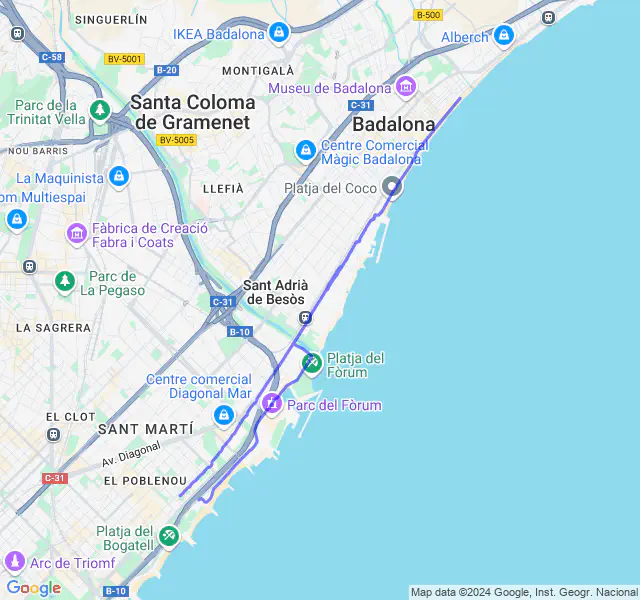 SINGUERLÍN
IKEA Badalona
B-500
Alberch
C-58
BV-5001
B-20
MONTIGALÀ
Museu de Badalona
Parc de la
Trinitat Vella
Santa Coloma
de Gramenet
C-31
Badalona
BV-5005
NOU BARRIS
Centre Comercial
Màgic Badalona
La Maquinista
LLEFIÀ
Platja del Coco
om Multiespai
Fàbrica de Creació
Fabra i Coats
Parc de
La Pegaso
Sant Adrià
de Besòs
C-31
LA SAGRERA
B-10
Platja del
Fòrum
Centre comercial
Diagonal Mar
Parc del Fòrum
EL CLOT
SANT MARTÍ
Av. Diagonal
C-31
EL POBLENOU
Platja del
Bogatell
Arc de Triomf
Google
B-10
Map data ©2024 Google, Inst. Geogr. Nacional